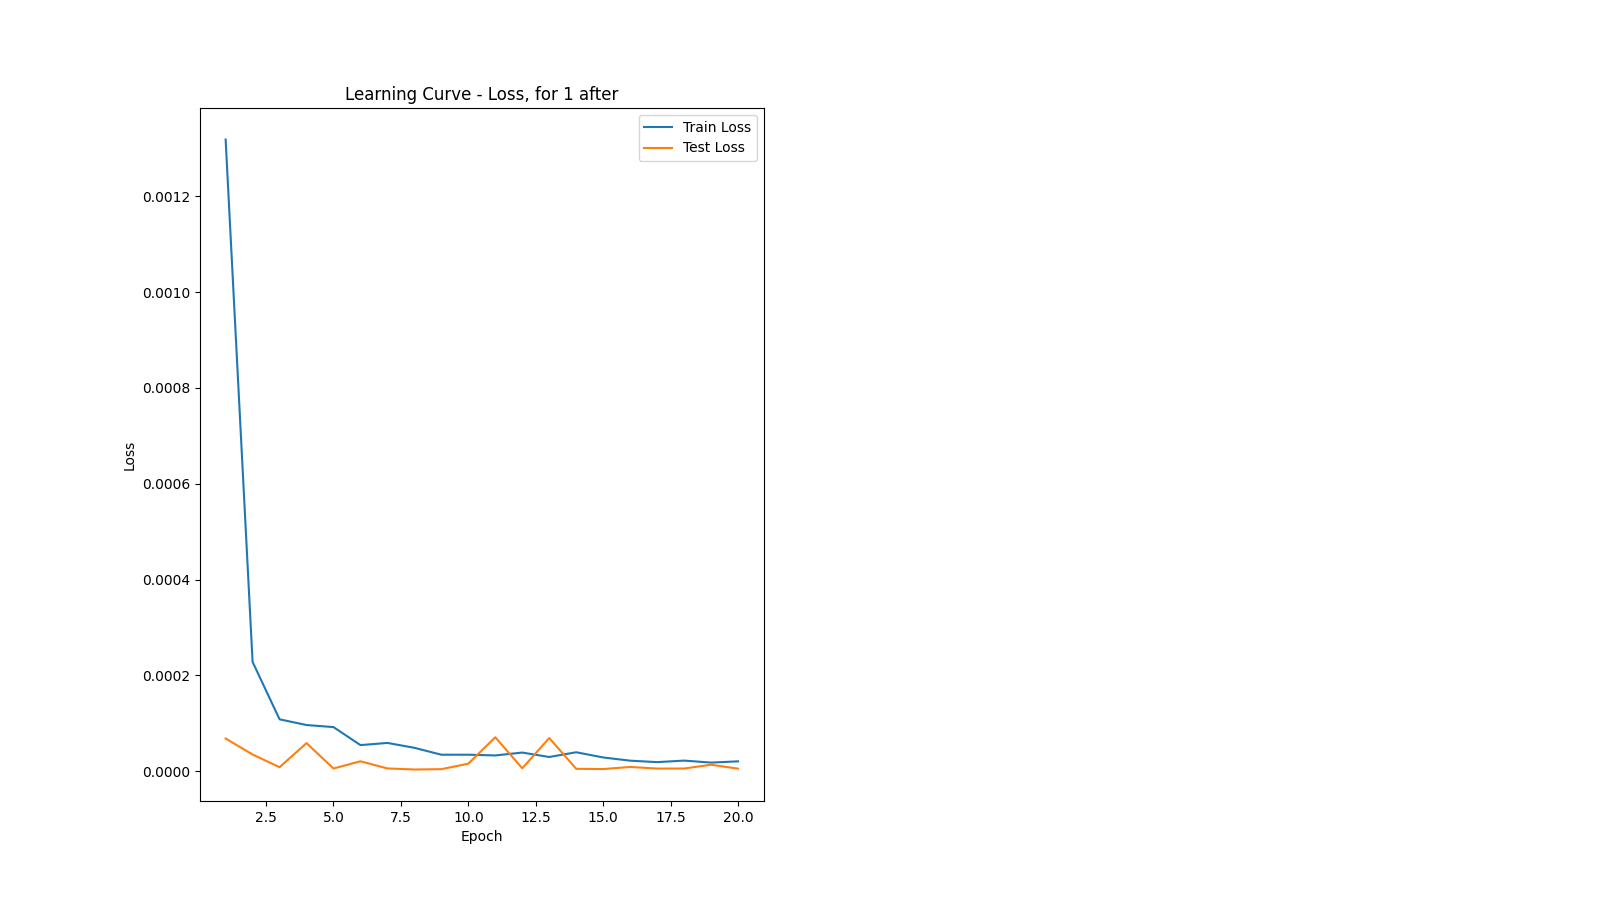 Learning Curve - Loss, for 1 after
Train Loss
Test Loss
0.0012
0.0010
0.0008
0.0006
0.0004
0.0002
0.0000
Loss
2.5 5.0 7.5 10.0 12.5 15.0 17.5 20.0
Epoch